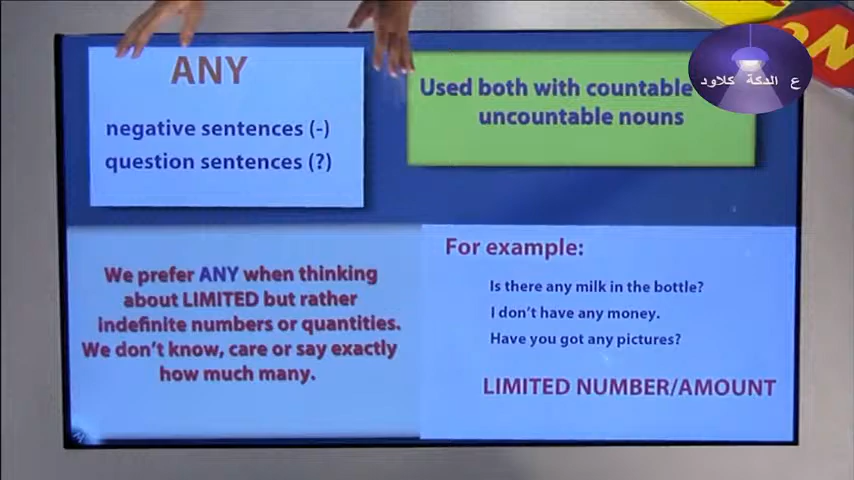 ANY
negative sentences (-)
question sentences (?)
Used both with countable
uncountable nouns
ع الدكة كلاود
We prefer ANY when thinking
about LIMITED but rather
indefinite numbers or quantities.
We don't know, care or say exactly
how much many.
For example:
Is there any milk in the bottle?
I don't have any money.
Have you got any pictures?
LIMITED NUMBER/AMOUNT